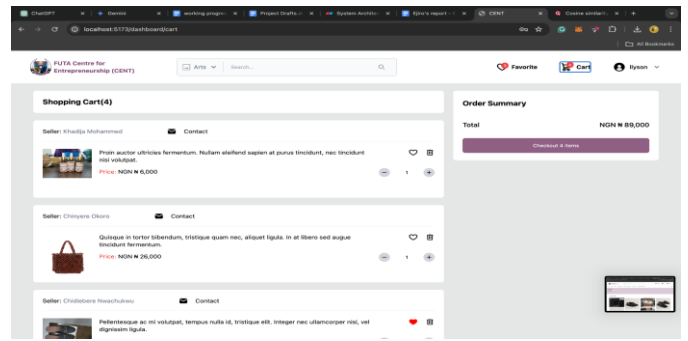 ChatGPT
Gemini
working progre
Project Drafts
System Archite
Ejiro's report -
CENT
Cosine similari
localhost:5173/dashboard/cart
All Bookmarks
FUTA Centre for
Entrepreneurship (CENT)
Arts
Search...
Favorite
Cart
Ilyson
Shopping Cart(4)
Seller: Khadija Mohammed
Contact
Proin auctor ultricies fermentum. Nullam eleifend sapien at purus tincidunt, nec tincidunt
nisi volutpat.
Price: NGN ₦ 6,000
1
Seller: Chinyere Okoro
Contact
Quisque in tortor bibendum, tristique quam nec, aliquet ligula. In at libero sed augue
tincidunt fermentum.
Price: NGN ₦ 26,000
1
Seller: Chidiebere Nwachukwu
Contact
Pellentesque ac mi volutpat, tempus nulla id, tristique elit. Integer nec ullamcorper nisi, vel
dignissim ligula.
Order Summary
Total
NGN ₦ 89,000
Checkout 4 items